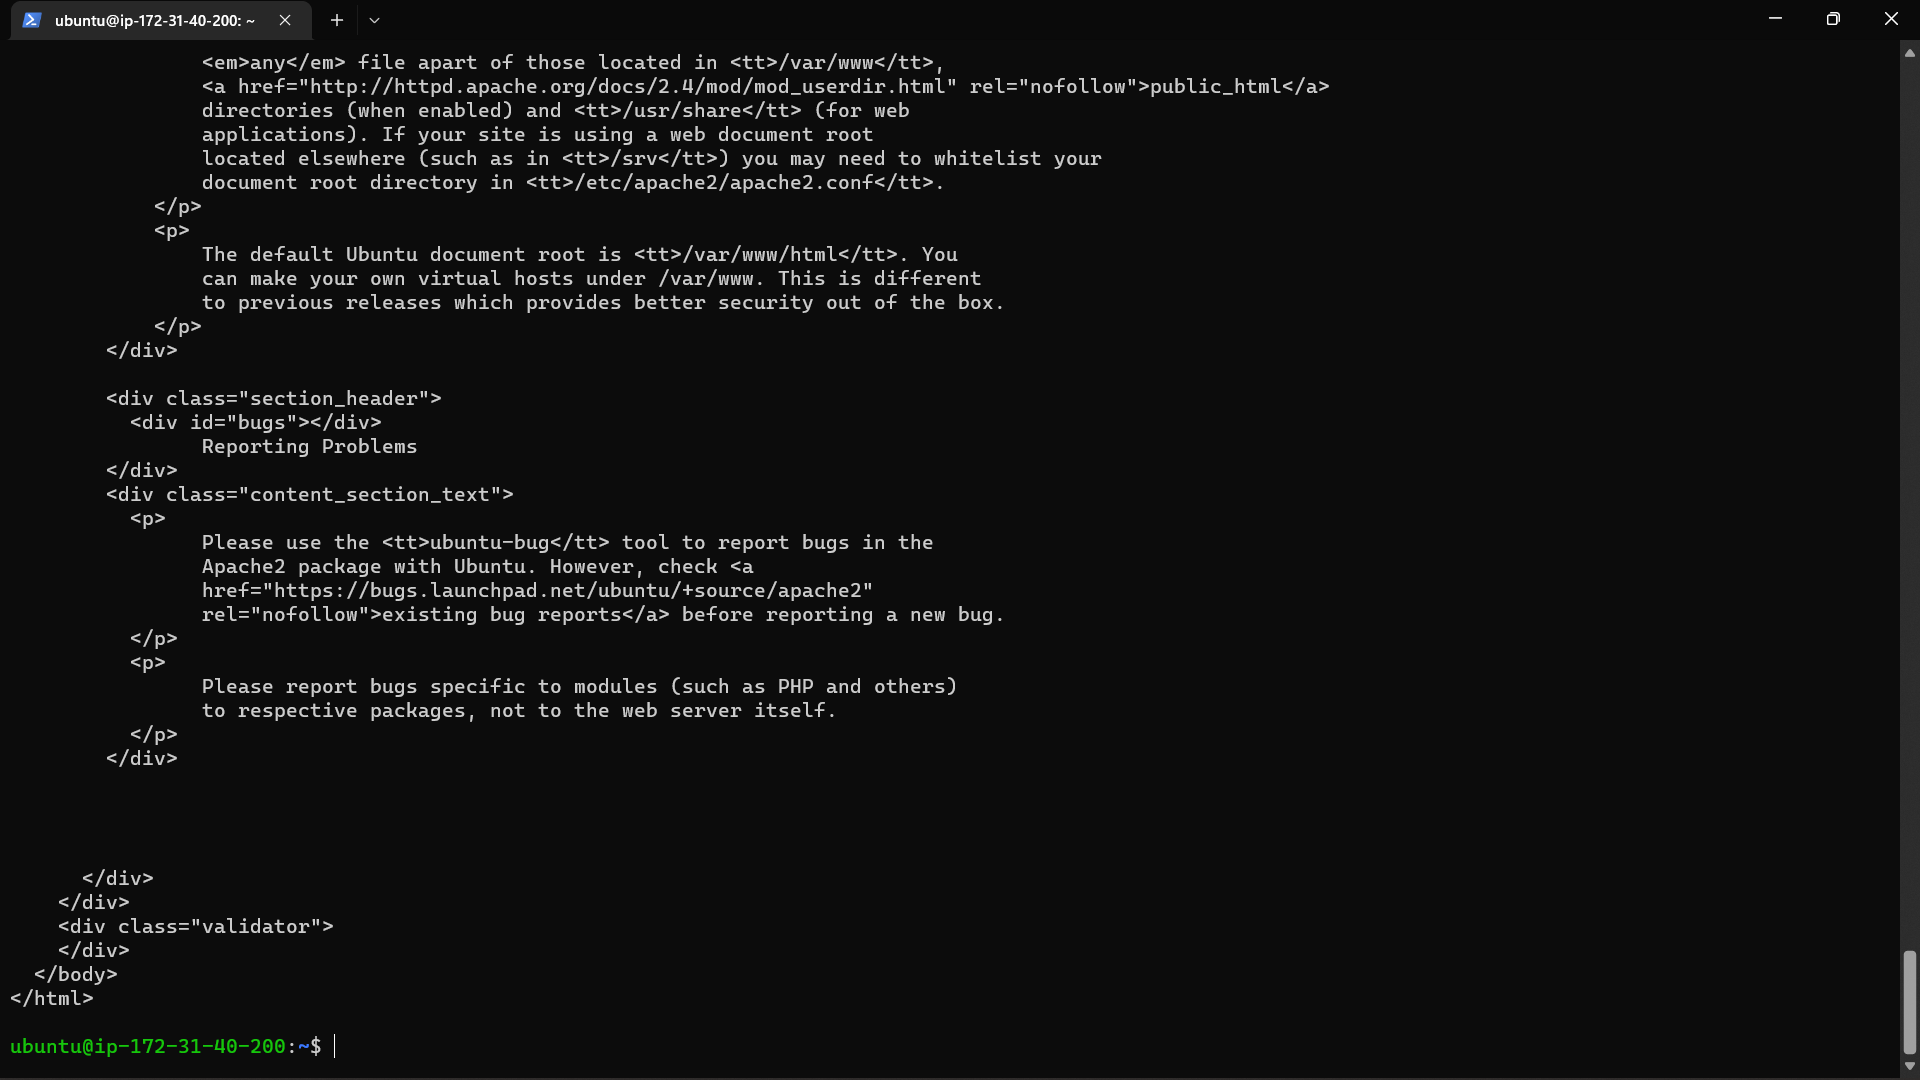 ubuntu@ip-172-31-40-200: ~
<em>any</em> file apart of those located in <tt>/var/www</tt>,
<a href="http://httpd.apache.org/docs/2.4/mod/mod_userdir.html" rel="nofollow">public_html</a>
directories (when enabled) and <tt>/usr/share</tt> (for web
applications). If your site is using a web document root
located elsewhere (such as in <tt>/srv</tt>) you may need to whitelist your
document root directory in <tt>/etc/apache2/apache2.conf</tt>.
</p>
<p>
The default Ubuntu document root is <tt>/var/www/html</tt>. You
can make your own virtual hosts under /var/www. This is different
to previous releases which provides better security out of the box.
</p>
</div>
<div class="section_header">
<div id="bugs"></div>
Reporting Problems
</div>
<div class="content_section_text">
<p>
Please use the <tt>ubuntu-bug</tt> tool to report bugs in the
Apache2 package with Ubuntu. However, check <a
href="https://bugs.launchpad.net/ubuntu/+source/apache2"
rel="nofollow">existing bug reports</a> before reporting a new bug.
</p>
<p>
Please report bugs specific to modules (such as PHP and others)
to respective packages, not to the web server itself.
</p>
</div>
</div>
</div>
<div class="validator">
</div>
</body>
</html>
ubuntu@ip-172-31-40-200:~$